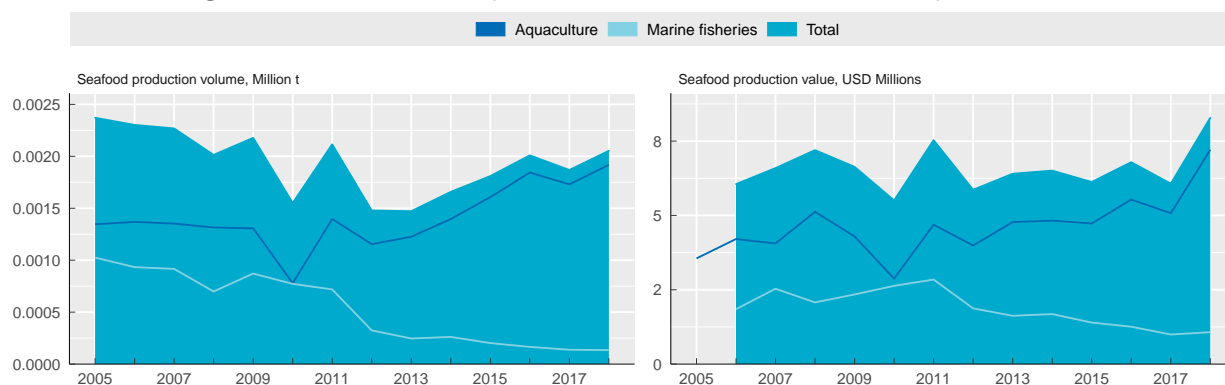 Aquaculture Marine fisheries Total
Seafood production volume, Million t
0.0025
0.0020
0.0015
0.0010
0.0005
0.0000
2005 2007 2009 2011 2013 2015 2017
Seafood production value, USD Millions
8
5
2
0
2005 2007 2009 2011 2013 2015 2017